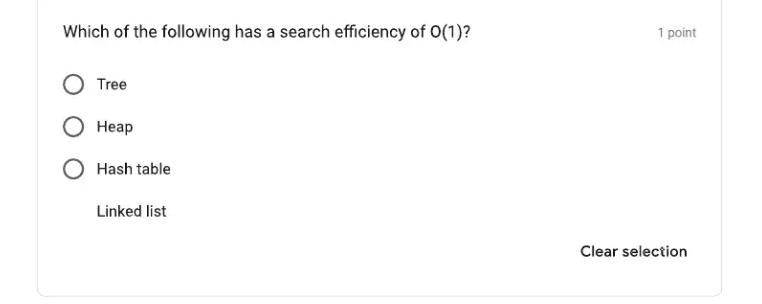 Which of the following has a search efficiency of O(1)? 1 point
Tree
Heap
Hash table
Linked list
Clear selection